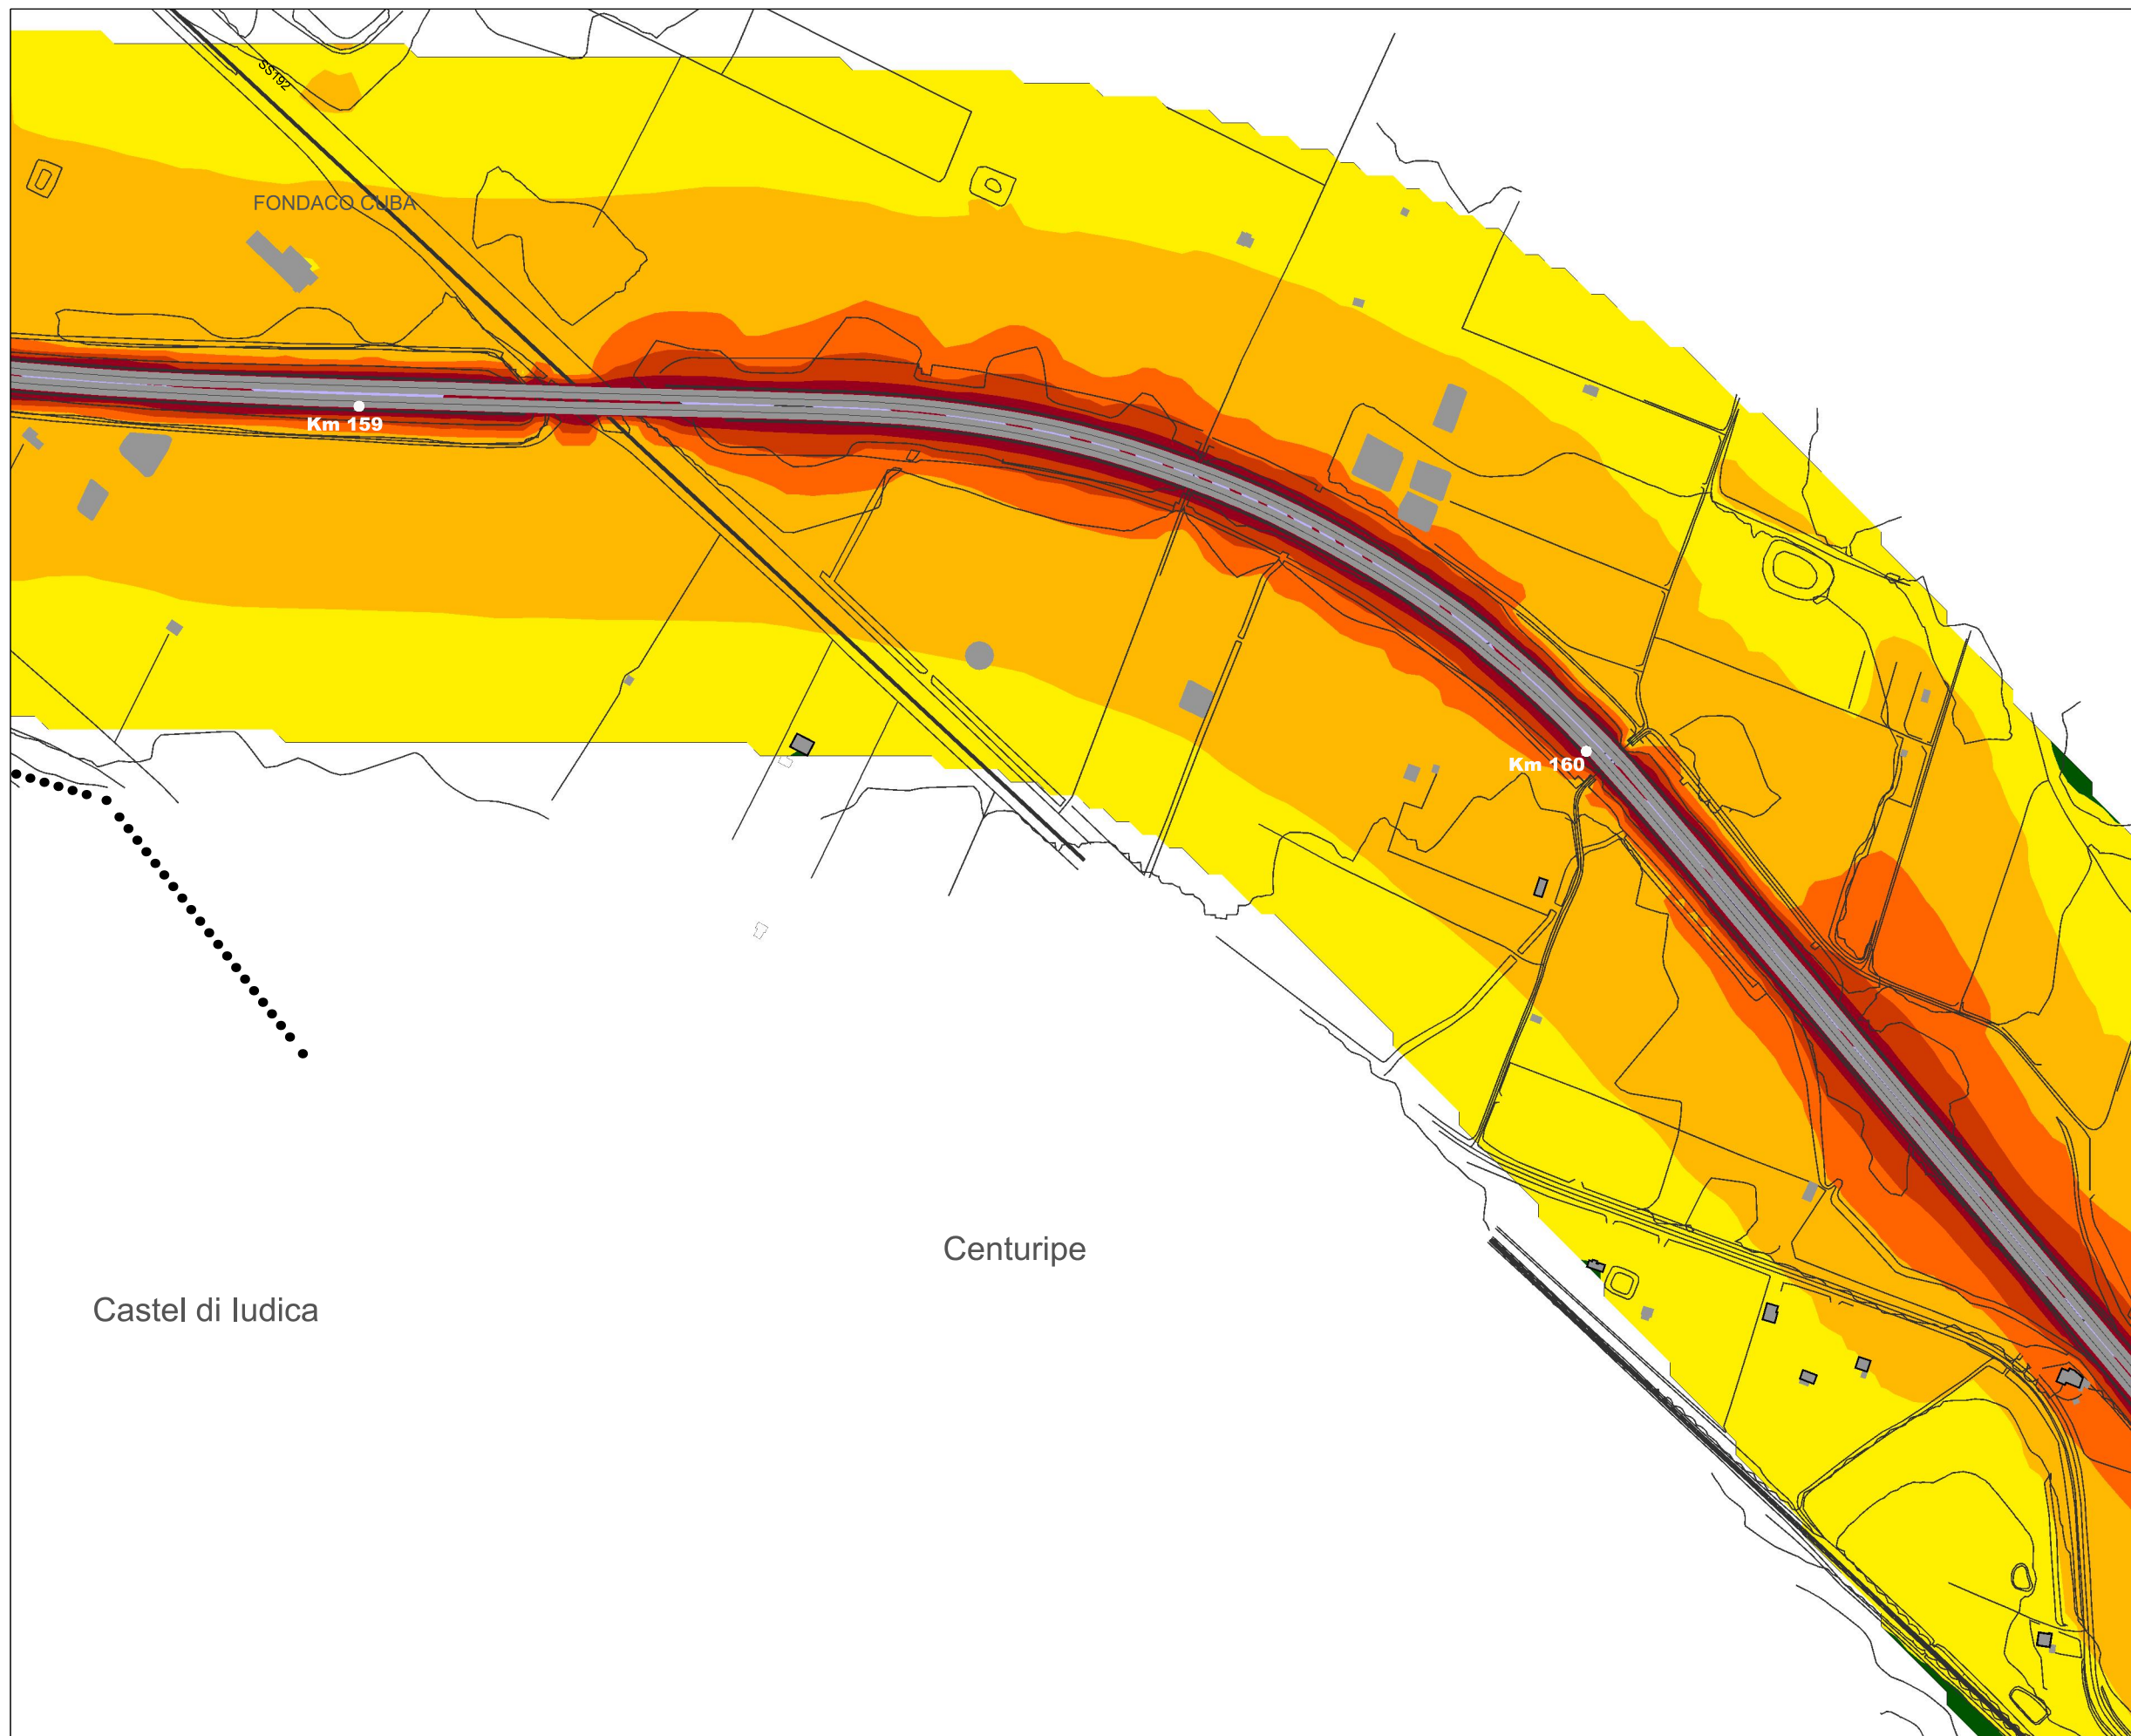 SS192
FONDACO CUBA
Km 159
Km 160
Centuripe
Castel di Iudica